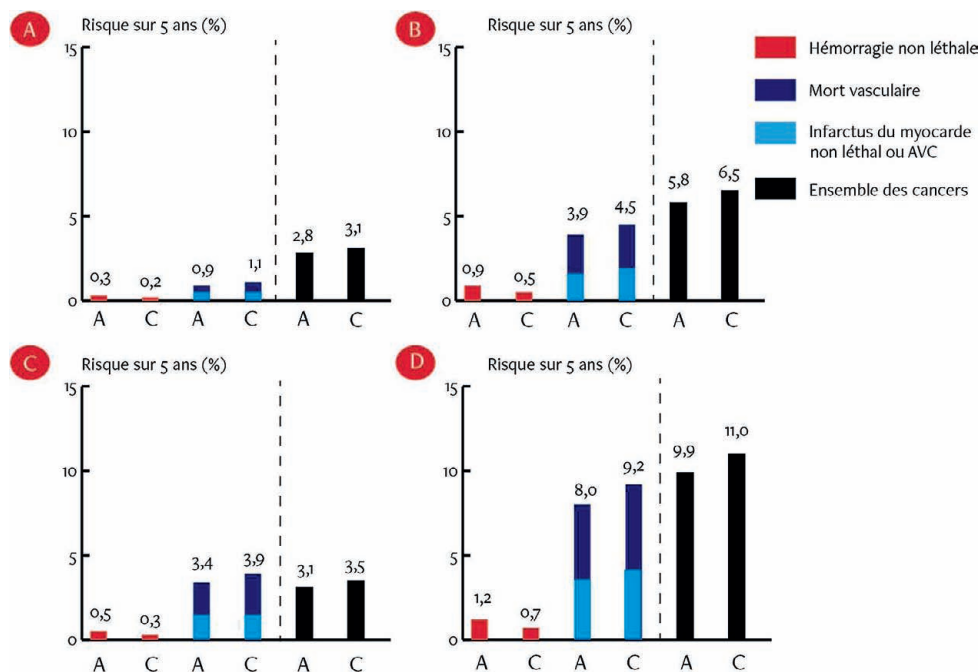 A
Risque sur 5 ans (%)
15
10
5
0
0,3
0,2
0,9
1,1
2,8
3,1
A C A C A C
B
Risque sur 5 ans (%)
15
10
5
0
0,9
0,5
3,9
4,5
5,8
6,5
A C A C A C
Hémorragie non léthale
Mort vasculaire
Infarctus du myocarde
non léthal ou AVC
Ensemble des cancers
C
Risque sur 5 ans (%)
15
10
5
0
0,5
0,3
3,4
3,9
3,1
3,5
A C A C A C
D
Risque sur 5 ans (%)
15
10
5
0
1,2
0,7
8,0
9,2
9,9
11,0
A C A C A C